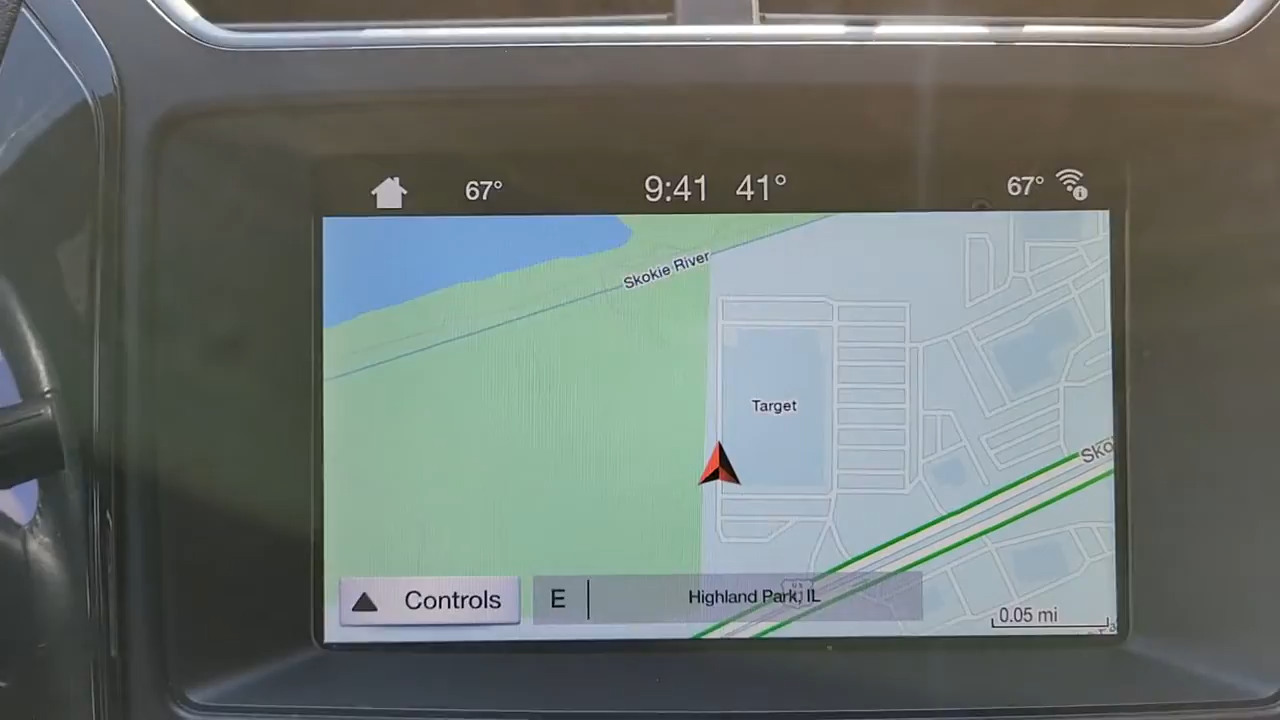 67° 9:41 41° 67°
Skokie River
Target
Sko
Controls
E
Highland Park, IL
0.05 mi